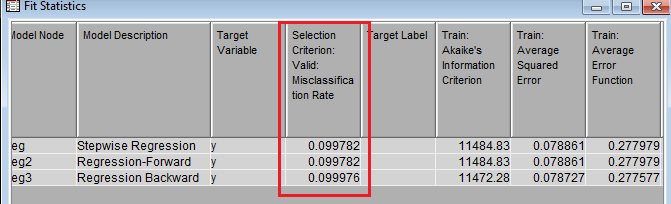 Fit Statistics
Model Node Model Description Target Variable Selection Criterion: Valid: Misclassifica tion Rate Target Label Train: Akaike's Information Criterion Train: Average Squared Error Train: Average Error Function
eg Stepwise Regression y 0.099782 11484.83 0.078861 0.277979
eg2 Regression-Forward y 0.099782 11484.83 0.078861 0.277979
eg3 Regression Backward y 0.099976 11472.28 0.078727 0.277577